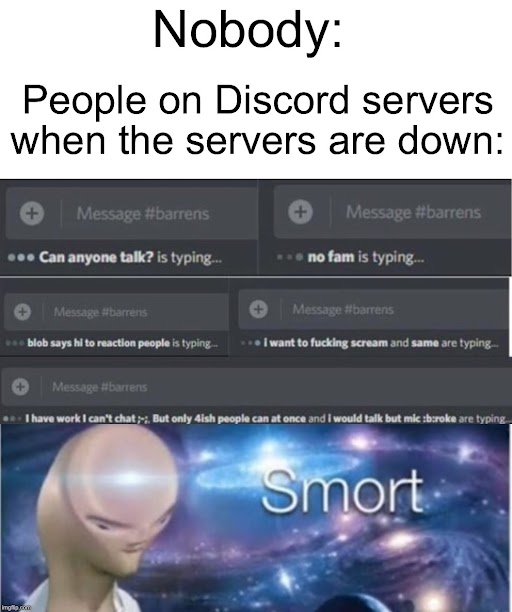 Nobody:
People on Discord servers
when the servers are down:
Message #barrens
Can anyone talk? is typing...
Message #barrens
no fam is typing...
Message #barrens
blob says hi to reaction people is typing...
Message #barrens
i want to fucking scream and same are typing...
Message #barrens
I have work I can't chat ;-;, But only 4ish people can at once and i would talk but mic :b:roke are typing...
Smort
imgflip.com